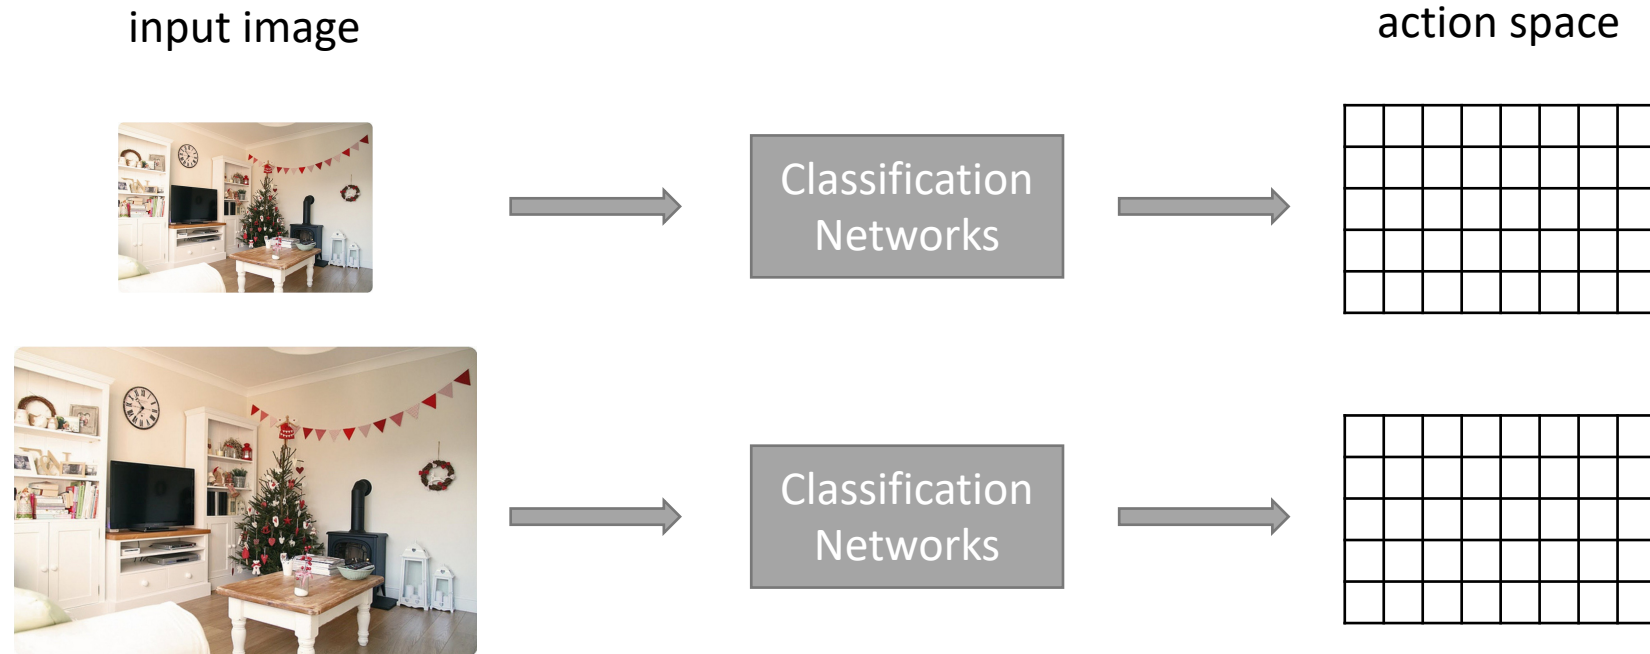 input image
action space
Classification
Networks
Classification
Networks